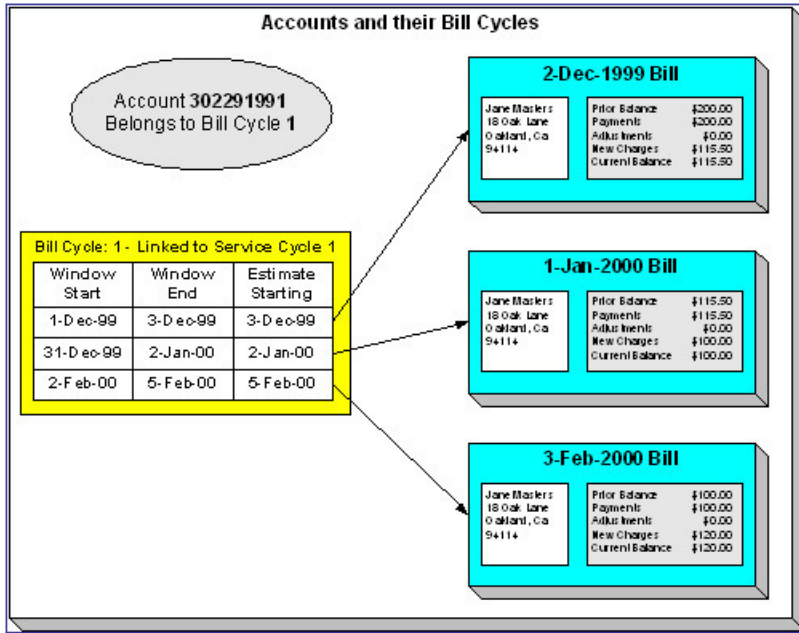 Accounts and their Bill Cycles
Account 302291991
Belongs to Bill Cycle 1
Bill Cycle: 1 - Linked to Service Cycle 1
Window Start Window End Estimate Starting
1-Dec-99 3-Dec-99 3-Dec-99
31-Dec-99 2-Jan-00 2-Jan-00
2-Feb-00 5-Feb-00 5-Feb-00
2-Dec-1999 Bill
Jane Masters
18 Oak Lane
Oakland, Ca
94114
Prior Balance $200.00
Payments $200.00
Adjustments $0.00
New Charges $115.50
Current Balance $115.50
1-Jan-2000 Bill
Jane Masters
18 Oak Lane
Oakland, Ca
94114
Prior Balance $115.50
Payments $115.50
Adjustments $0.00
New Charges $100.00
Current Balance $100.00
3-Feb-2000 Bill
Jane Masters
18 Oak Lane
Oakland, Ca
94114
Prior Balance $100.00
Payments $100.00
Adjustments $0.00
New Charges $120.00
Current Balance $120.00